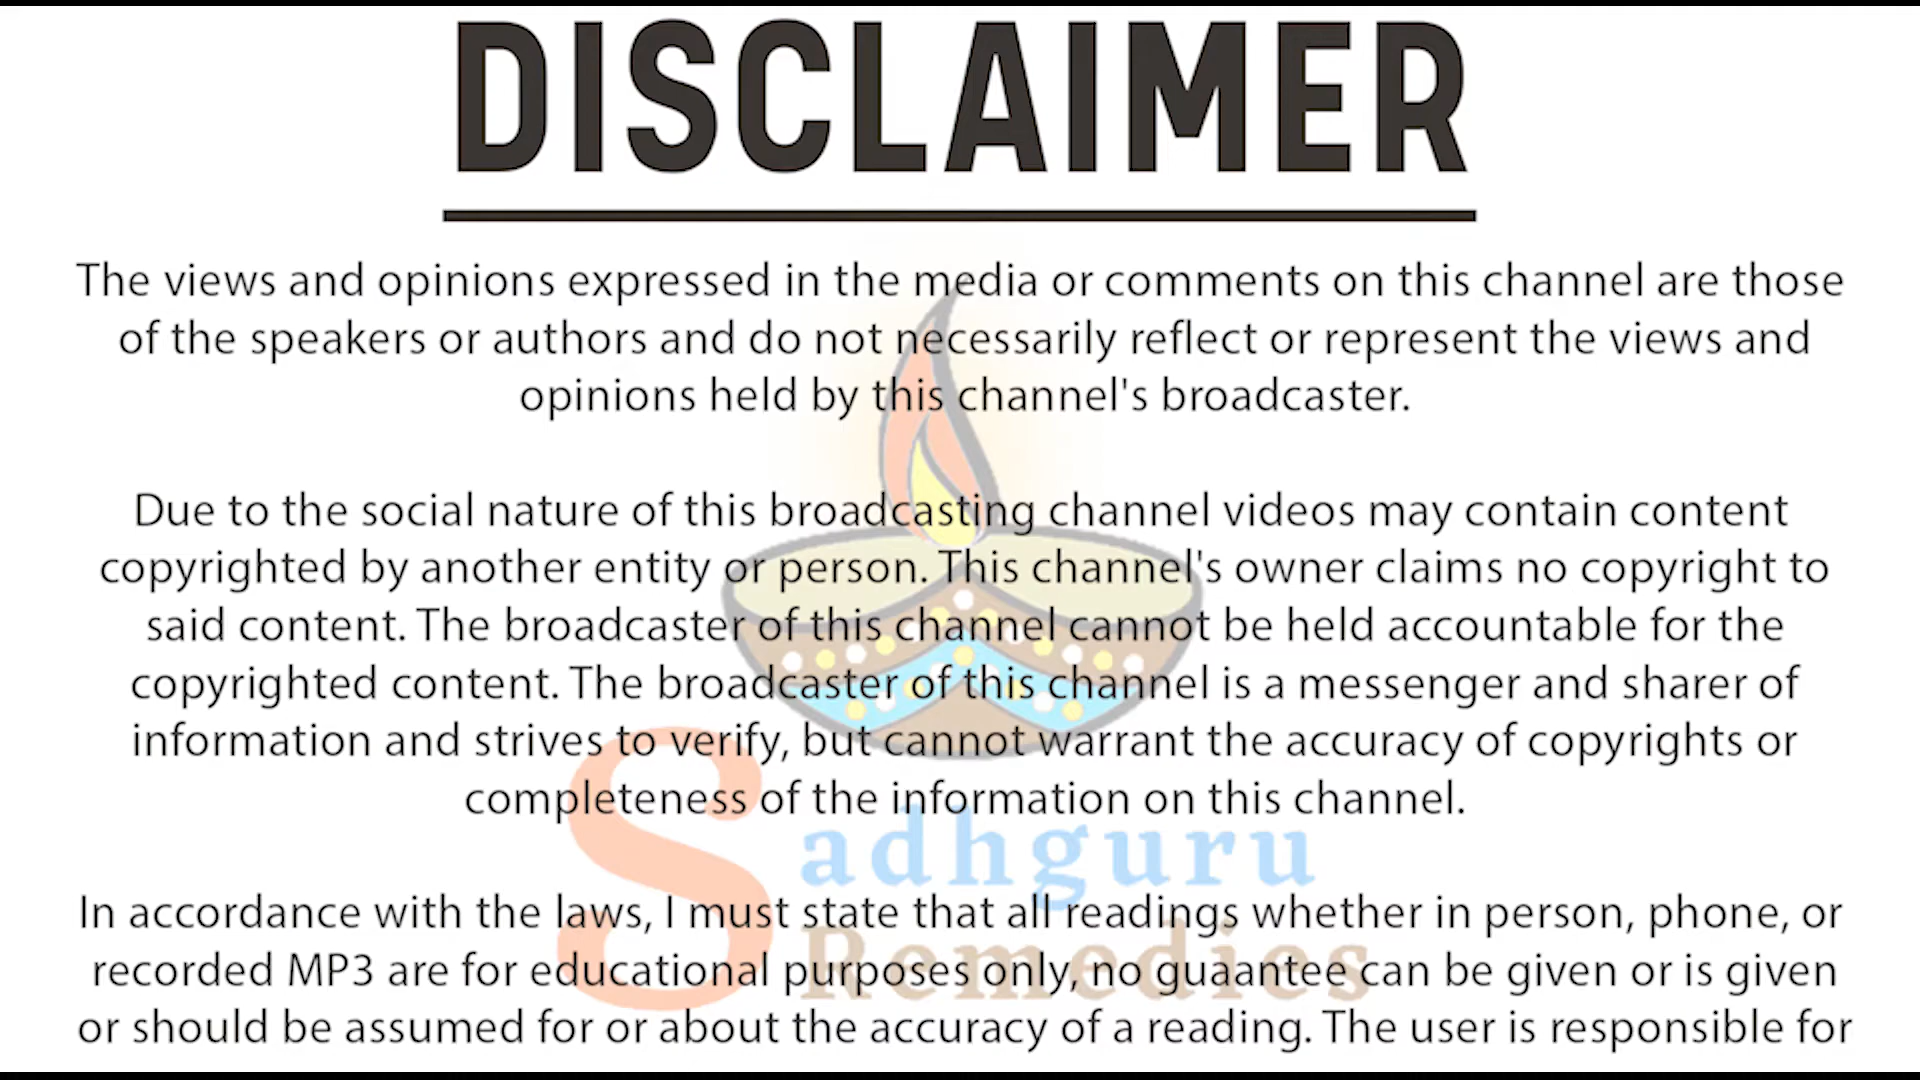 DISCLAIMER
The views and opinions expressed in the media or comments on this channel are those
of the speakers or authors and do not necessarily reflect or represent the views and
opinions held by this channel's broadcaster.
Due to the social nature of this broadcasting channel videos may contain content
copyrighted by another entity or person. This channel's owner claims no copyright to
said content. The broadcaster of this channel cannot be held accountable for the
copyrighted content. The broadcaster of this channel is a messenger and sharer of
information and strives to verify, but cannot warrant the accuracy of copyrights or
completeness of the information on this channel.
Sadhguru
Remedies
In accordance with the laws, I must state that all readings whether in person, phone, or
recorded MP3 are for educational purposes only, no guaantee can be given or is given
or should be assumed for or about the accuracy of a reading. The user is responsible for